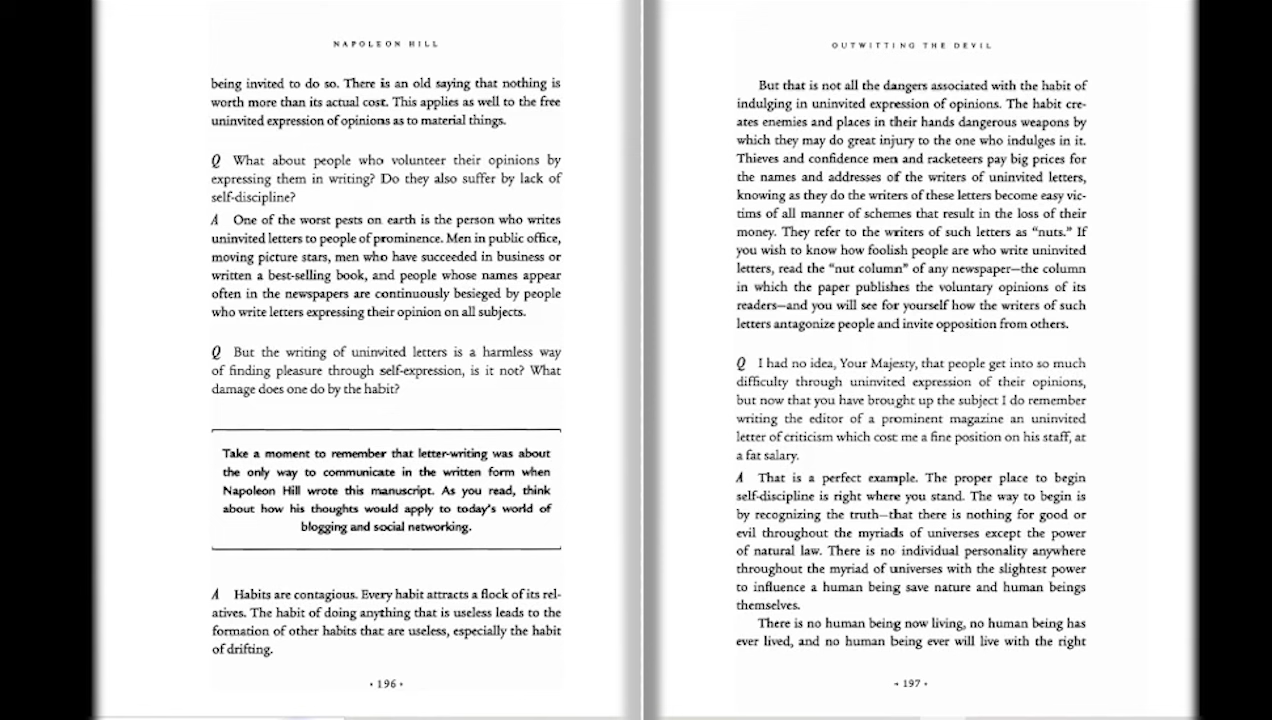 NAPOLEON HILL
being invited to do so. There is an old saying that nothing is
worth more than its actual cost. This applies as well to the free
uninvited expression of opinions as to material things.
Q What about people who volunteer their opinions by
expressing them in writing? Do they also suffer by lack of
self-discipline?
A One of the worst pests on earth is the person who writes
uninvited letters to people of prominence. Men in public office,
moving picture stars, men who have succeeded in business or
written a best-selling book, and people whose names appear
often in the newspapers are continuously besieged by people
who write letters expressing their opinion on all subjects.
Q But the writing of uninvited letters is a harmless way
of finding pleasure through self-expression, is it not? What
damage does one do by the habit?
Take a moment to remember that letter-writing was about
the only way to communicate in the written form when
Napoleon Hill wrote this manuscript. As you read, think
about how his thoughts would apply to today's world of
blogging and social networking.
A Habits are contagious. Every habit attracts a flock of its rel-
atives. The habit of doing anything that is useless leads to the
formation of other habits that are useless, especially the habit
of drifting.
• 196 •
OUTWITTING THE DEVIL
But that is not all the dangers associated with the habit of
indulging in uninvited expression of opinions. The habit cre-
ates enemies and places in their hands dangerous weapons by
which they may do great injury to the one who indulges in it.
Thieves and confidence men and racketeers pay big prices for
the names and addresses of the writers of uninvited letters,
knowing as they do the writers of these letters become easy vic-
tims of all manner of schemes that result in the loss of their
money. They refer to the writers of such letters as “nuts.” If
you wish to know how foolish people are who write uninvited
letters, read the “nut column” of any newspaper—the column
in which the paper publishes the voluntary opinions of its
readers—and you will see for yourself how the writers of such
letters antagonize people and invite opposition from others.
Q I had no idea, Your Majesty, that people get into so much
difficulty through uninvited expression of their opinions,
but now that you have brought up the subject I do remember
writing the editor of a prominent magazine an uninvited
letter of criticism which cost me a fine position on his staff, at
a fat salary.
A That is a perfect example. The proper place to begin
self-discipline is right where you stand. The way to begin is
by recognizing the truth—that there is nothing for good or
evil throughout the myriads of universes except the power
of natural law. There is no individual personality anywhere
throughout the myriad of universes with the slightest power
to influence a human being save nature and human beings
themselves.
There is no human being now living, no human being has
ever lived, and no human being ever will live with the right
• 197 •